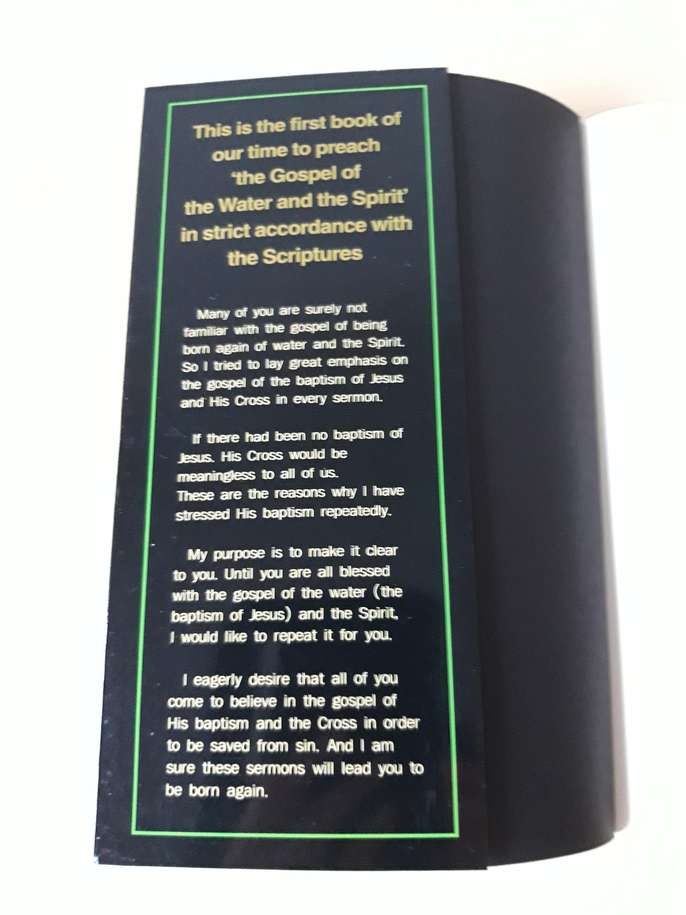 This is the first book of
our time to preach
'the Gospel of
the Water and the Spirit'
in strict accordance with
the Scriptures
Many of you are surely not
familiar with the gospel of being
born again of water and the Spirit.
So I tried to lay great emphasis on
the gospel of the baptism of Jesus
and His Cross in every sermon.
If there had been no baptism of
Jesus. His Cross would be
meaningless to all of us.
These are the reasons why I have
stressed His baptism repeatedly.
My purpose is to make it clear
to you. Until you are all blessed
with the gospel of the water (the
baptism of Jesus) and the Spirit,
I would like to repeat it for you.
I eagerly desire that all of you
come to believe in the gospel of
His baptism and the Cross in order
to be saved from sin. And I am
sure these sermons will lead you to
be born again.